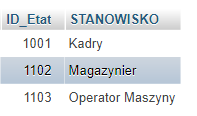 ID_Etat STANOWISKO
1001 Kadry
1102 Magazynier
1103 Operator Maszyny